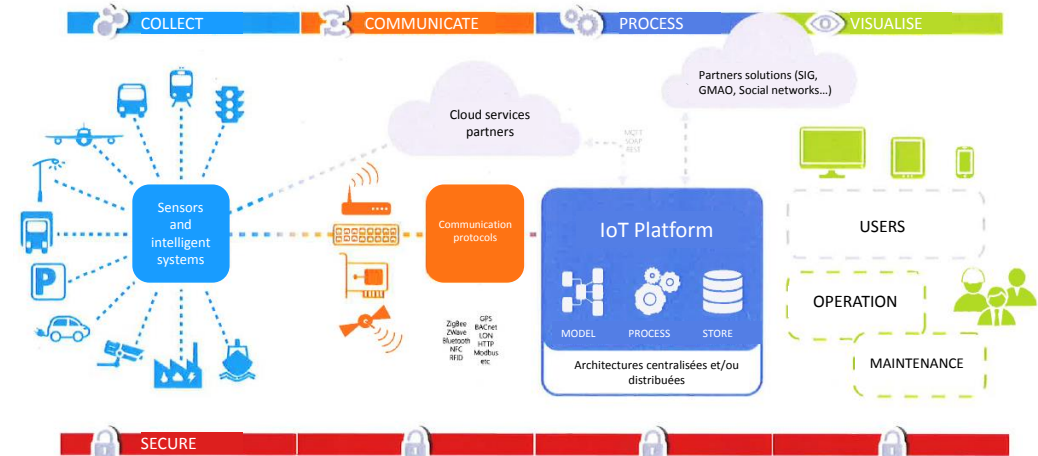 COLLECT
COMMUNICATE
PROCESS
VISUALISE
Partners solutions (SIG,
GMAO, Social networks...)
Cloud services
partners
MQTT
SOAP
REST
Sensors
and
intelligent
systems
Communication
protocols
IoT Platform
USERS
P
OPERATION
MODEL
PROCESS
STORE
ZigBee
ZWave
Bluetooth
NFC
RFID
GPS
BACnet
LON
HTTP
Modbus
etc
Architectures centralisées et/ou
distribuées
MAINTENANCE
SECURE